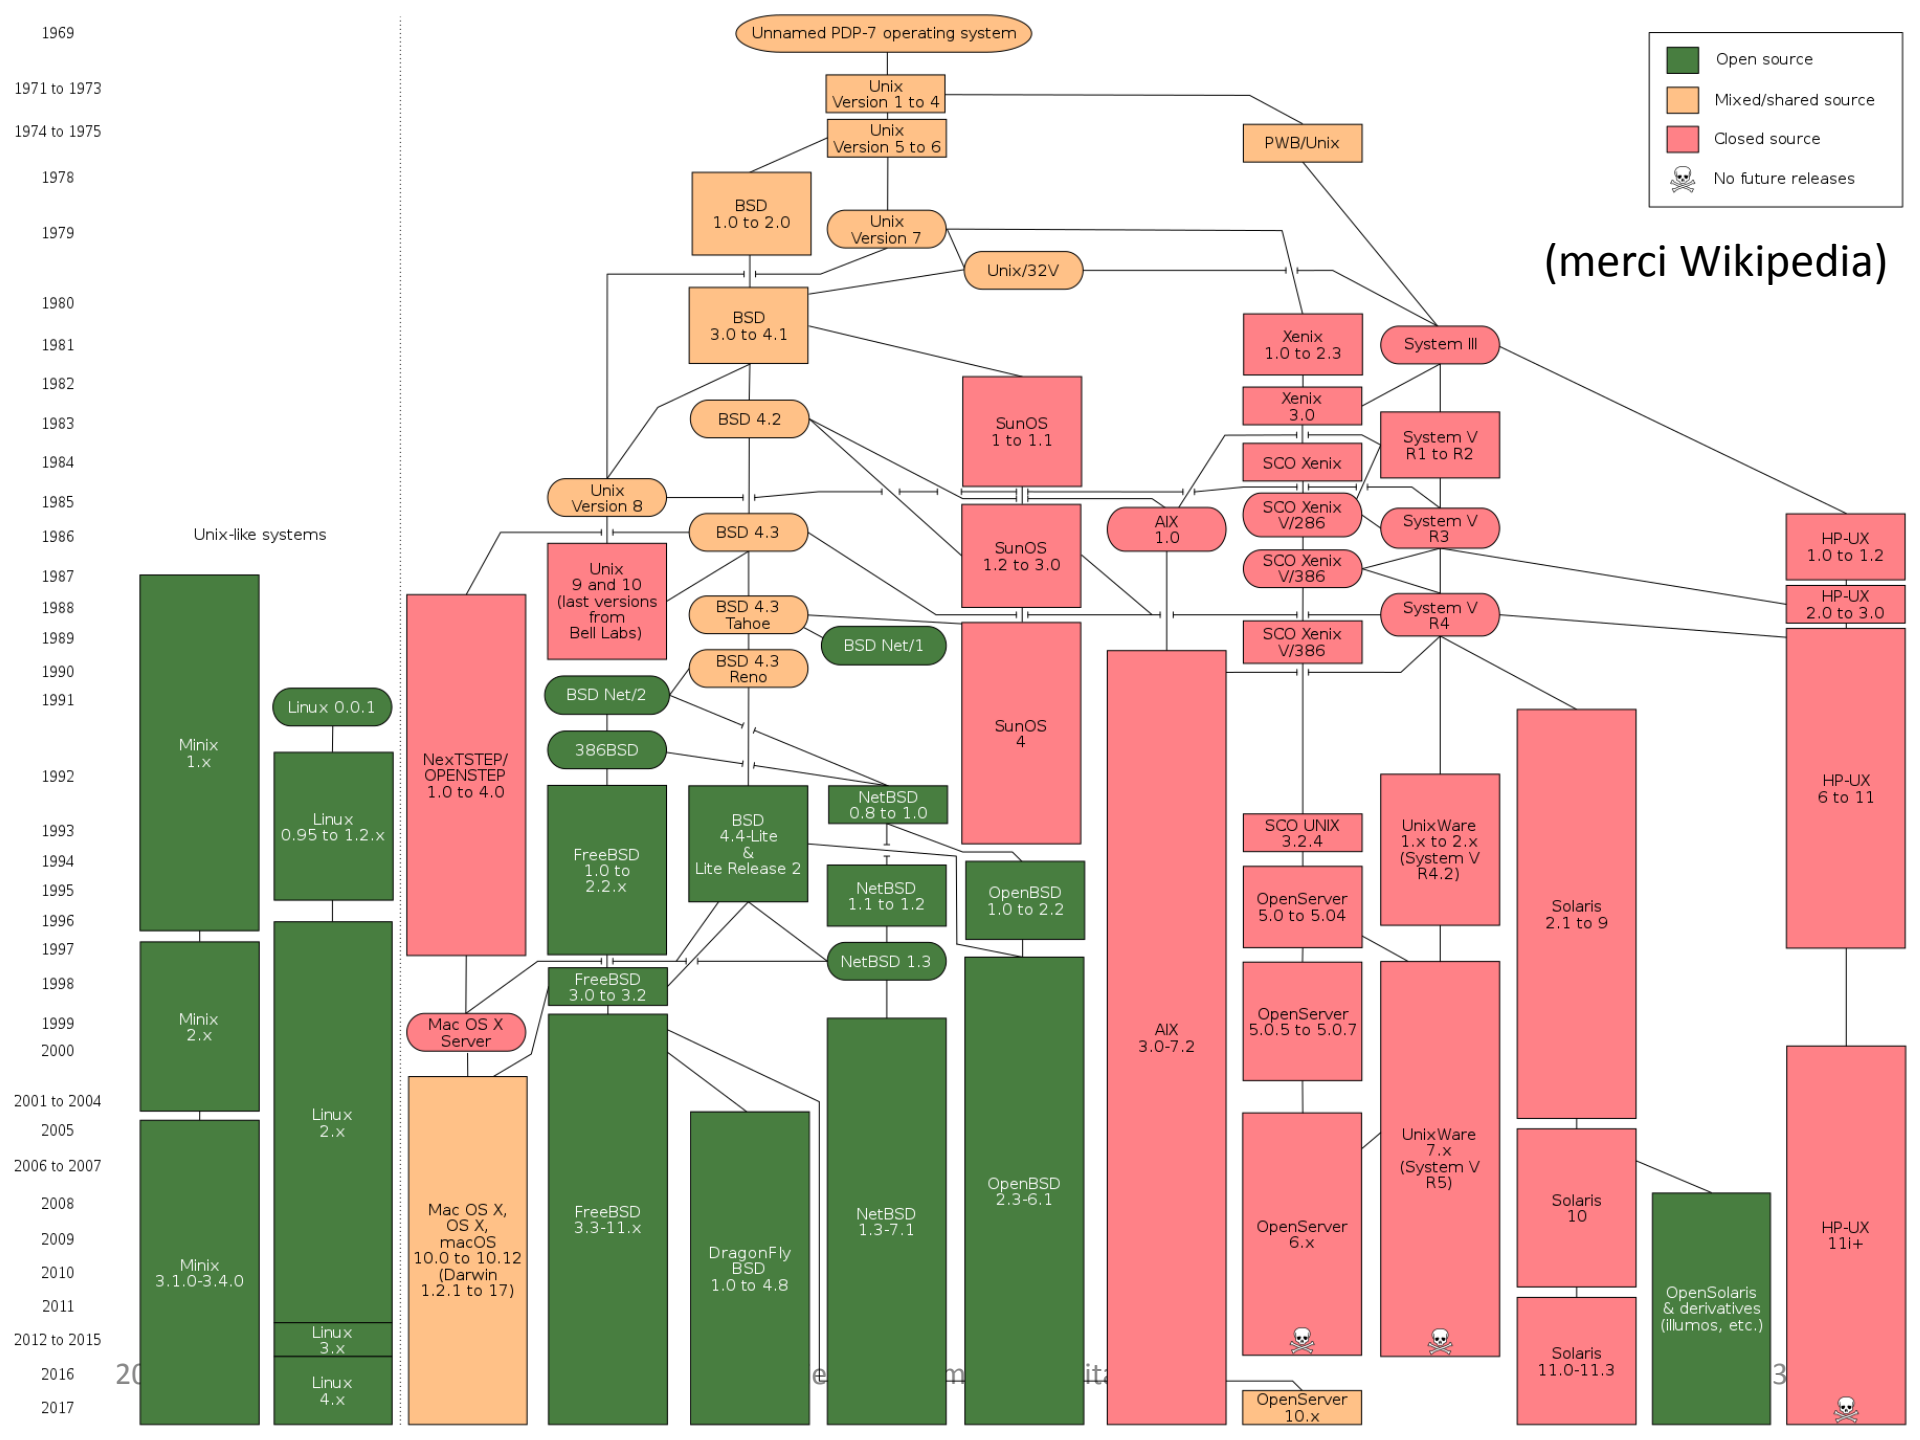 1969
1971 to 1973
1974 to 1975
1978
1979
1980
1981
1982
1983
1984
1985
1986
1987
1988
1989
1990
1991
1992
1993
1994
1995
1996
1997
1998
1999
2000
2001 to 2004
2005
2006 to 2007
2008
2009
2010
2011
2012 to 2015
2016
2017
Open source
Mixed/shared source
Closed source
No future releases
(merci Wikipedia)
Unnamed PDP-7 operating system
Unix
Version 1 to 4
Unix
Version 5 to 6
PWB/Unix
BSD
1.0 to 2.0
Unix
Version 7
Unix/32V
BSD
3.0 to 4.1
Xenix
1.0 to 2.3
System III
Xenix
3.0
BSD 4.2
SunOS
1 to 1.1
System V
R1 to R2
SCO Xenix
Unix
Version 8
SCO Xenix
V/286
AIX
1.0
System V
R3
BSD 4.3
Unix-like systems
HP-UX
1.0 to 1.2
SunOS
1.2 to 3.0
SCO Xenix
V/386
Unix
9 and 10
(last versions
from
Bell Labs)
HP-UX
2.0 to 3.0
BSD 4.3
Tahoe
System V
R4
BSD Net/1
SCO Xenix
V/386
BSD 4.3
Reno
BSD Net/2
Linux 0.0.1
SunOS
4
386BSD
Minix
1.x
NexTSTEP/
OPENSTEP
1.0 to 4.0
HP-UX
6 to 11
NetBSD
0.8 to 1.0
Linux
0.95 to 1.2.x
BSD
4.4-Lite
&
Lite Release 2
SCO UNIX
3.2.4
UnixWare
1.x to 2.x
(System V
R4.2)
FreeBSD
1.0 to
2.2.x
NetBSD
1.1 to 1.2
OpenBSD
1.0 to 2.2
OpenServer
5.0 to 5.04
Solaris
2.1 to 9
NetBSD 1.3
FreeBSD
3.0 to 3.2
Minix
2.x
Mac OS X
Server
AIX
3.0-7.2
OpenServer
5.0.5 to 5.0.7
Linux
2.x
UnixWare
7.x
(System V
R5)
OpenBSD
2.3-6.1
Solaris
10
Mac OS X,
OS X,
macOS
10.0 to 10.12
(Darwin
1.2.1 to 17)
FreeBSD
3.3-11.x
NetBSD
1.3-7.1
OpenServer
6.x
HP-UX
11i+
DragonFly
BSD
1.0 to 4.8
Minix
3.1.0-3.4.0
OpenSolaris
& derivatives
(illumos, etc.)
Linux
3.x
Solaris
11.0-11.3
Linux
4.x
OpenServer
10.x